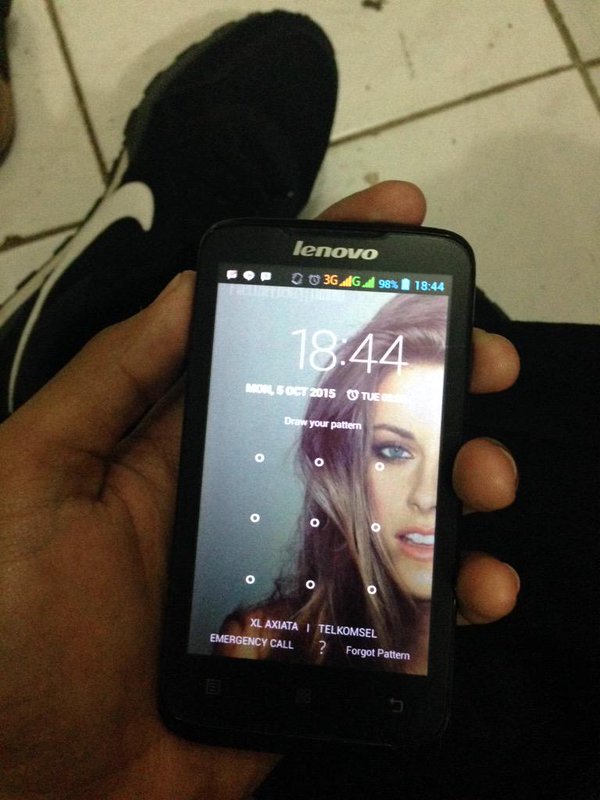 lenovo
3G G 98% 18:44
18:44
MON, 5 OCT 2015 TUE
Draw your pattern
XL AXIATA | TELKOMSEL
EMERGENCY CALL ? Forgot Pattern